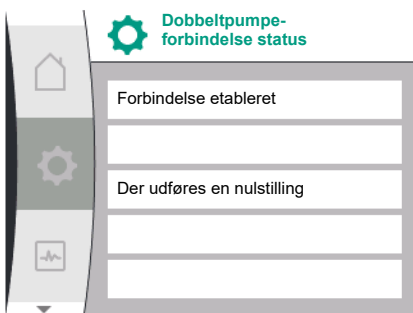 Dobbeltpumpe-
forbindelse status
Forbindelse etableret
Der udføres en nulstilling